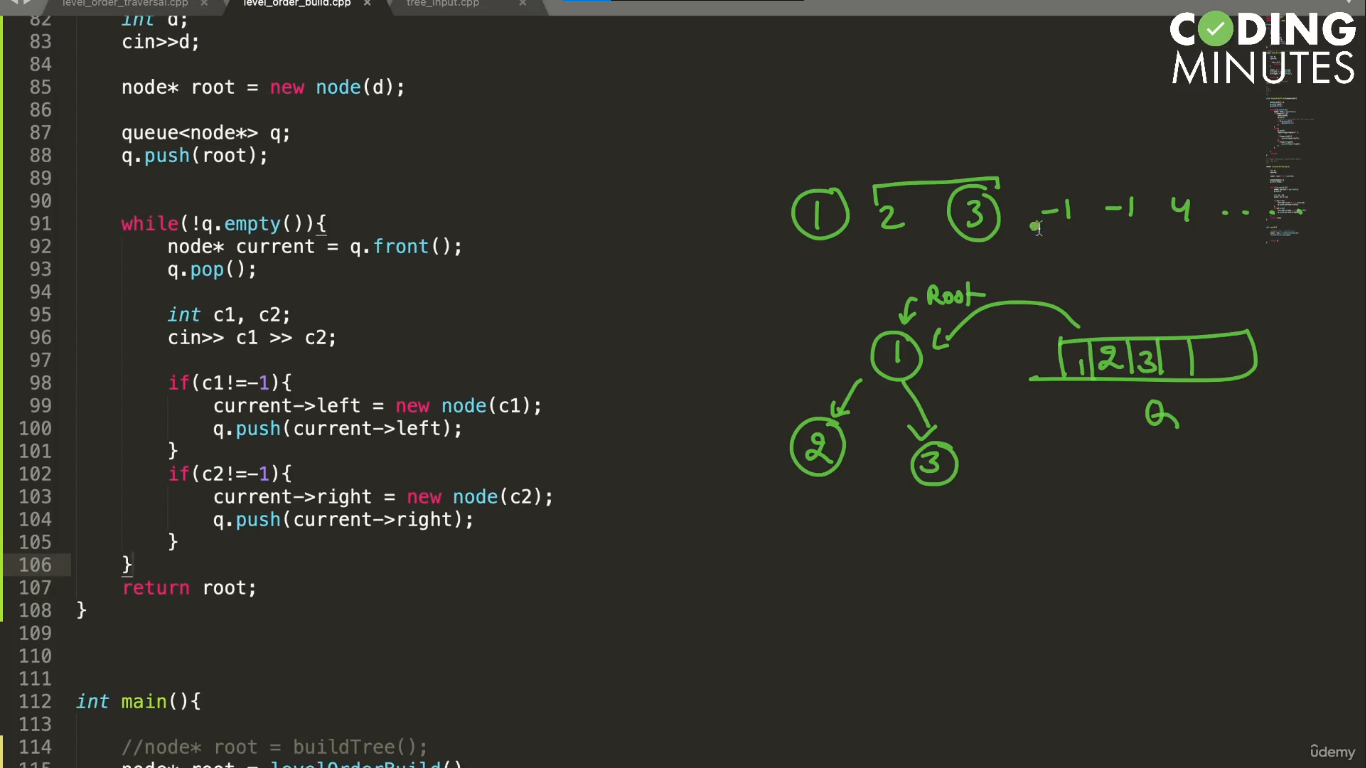 level_order_traversal.cpp × level_order_build.cpp × tree_input.cpp ×
CODING
MINUTES
82 int d;
83 cin>>d;
84
85 node* root = new node(d);
86
87 queue<node*> q;
88 q.push(root);
89
90
91 while(!q.empty()){
92 node* current = q.front();
93 q.pop();
94
95 int c1, c2;
96 cin>> c1 >> c2;
97
98 if(c1!=-1){
99 current->left = new node(c1);
100 q.push(current->left);
101 }
102 if(c2!=-1){
103 current->right = new node(c2);
104 q.push(current->right);
105 }
106 }
107 return root;
108 }
109
110
111
112 int main(){
113
114 //node* root = buildTree();
115 node* root = levelOrderBuild()
1 2 3 -1 -1 4 .....
Root
1
1 2 3
Q
2 3
ûdemy